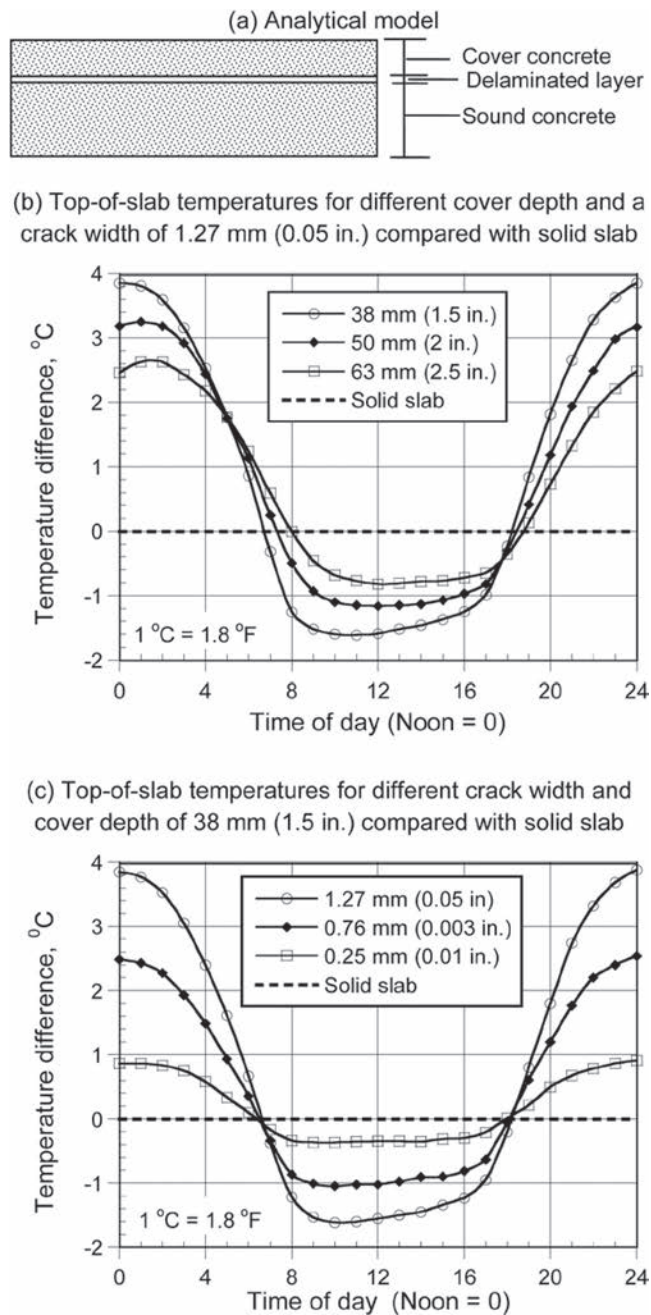 (a) Analytical model
Cover concrete
Delaminated layer
Sound concrete
(b) Top-of-slab temperatures for different cover depth and a
crack width of 1.27 mm (0.05 in.) compared with solid slab
4
3
2
1
0
-1
-2
Temperature difference, °C
38 mm (1.5 in.)
50 mm (2 in.)
63 mm (2.5 in.)
Solid slab
1 °C = 1.8 °F
0 4 8 12 16 20 24
Time of day (Noon = 0)
(c) Top-of-slab temperatures for different crack width and
cover depth of 38 mm (1.5 in.) compared with solid slab
4
3
2
1
0
-1
-2
Temperature difference, °C
1.27 mm (0.05 in)
0.76 mm (0.003 in.)
0.25 mm (0.01 in.)
Solid slab
1 °C = 1.8 °F
0 4 8 12 16 20 24
Time of day (Noon = 0)